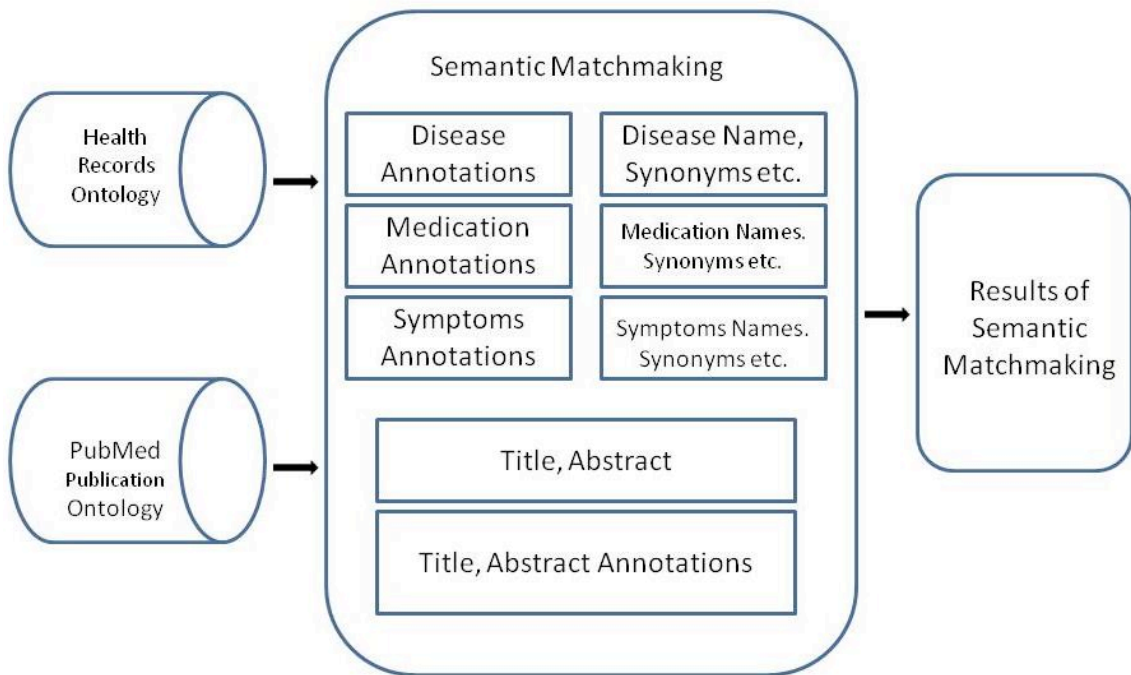 Semantic Matchmaking
Health
Records
Ontology
Disease
Annotations
Disease Name,
Synonyms etc.
Medication
Annotations
Medication Names.
Synonyms etc.
Symptoms
Annotations
Symptoms Names.
Synonyms etc.
PubMed
Publication
Ontology
Title, Abstract
Title, Abstract Annotations
Results of
Semantic
Matchmaking